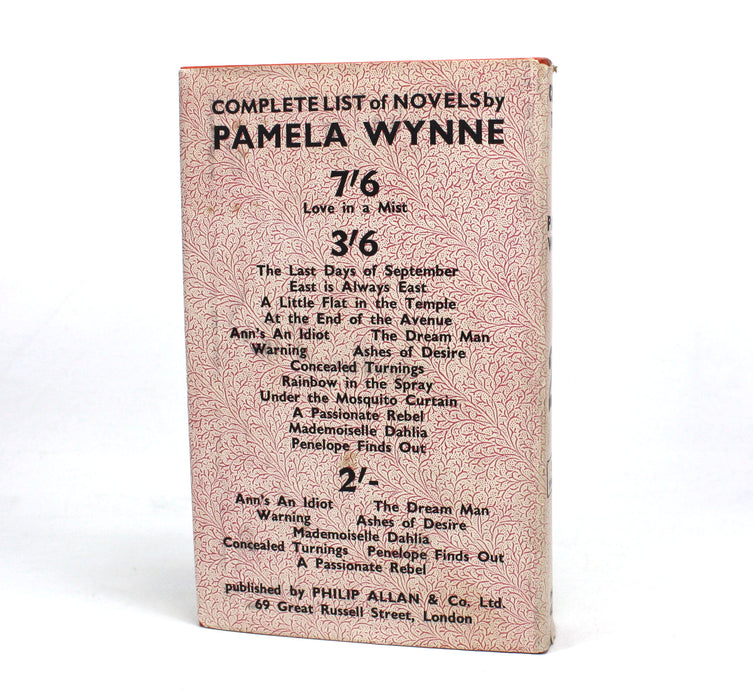 COMPLETE LIST of NOVELS by
PAMELA WYNNE
7/6
Love in a Mist
3/6
The Last Days of September
East is Always East
A Little Flat in the Temple
At the End of the Avenue
Ann's An Idiot The Dream Man
Warning Ashes of Desire
Concealed Turnings
Rainbow in the Spray
Under the Mosquito Curtain
A Passionate Rebel
Mademoiselle Dahlia
Penelope Finds Out
2/-
Ann's An Idiot The Dream Man
Warning Ashes of Desire
Mademoiselle Dahlia
Concealed Turnings Penelope Finds Out
A Passionate Rebel
published by PHILIP ALLAN & Co, Ltd.
69 Great Russell Street, London